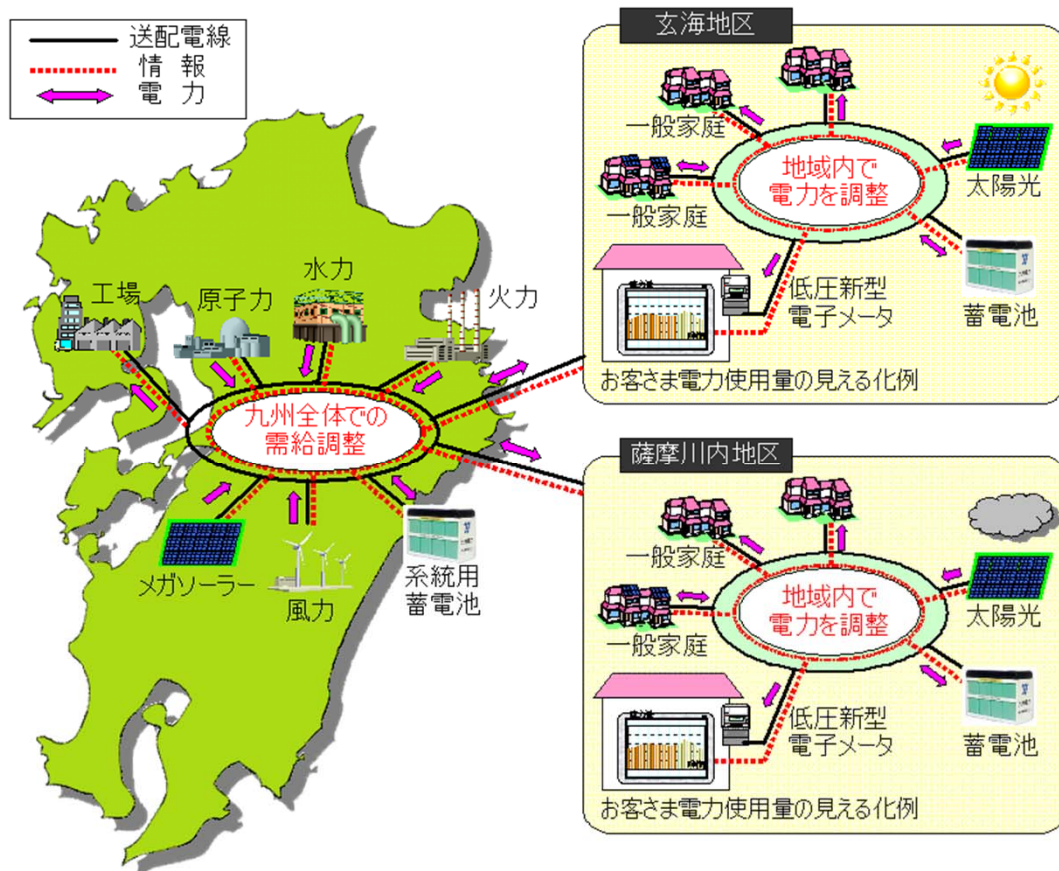 送配電線
情 報
電 力
工場
原子力
水力
火力
九州全体での
需給調整
メガソーラー
風力
系統用
蓄電池
玄海地区
一般家庭
一般家庭
地域内で
電力を調整
太陽光
蓄電池
低圧新型
電子メータ
お客さま電力使用量の見える化例
薩摩川内地区
一般家庭
一般家庭
地域内で
電力を調整
太陽光
蓄電池
低圧新型
電子メータ
お客さま電力使用量の見える化例